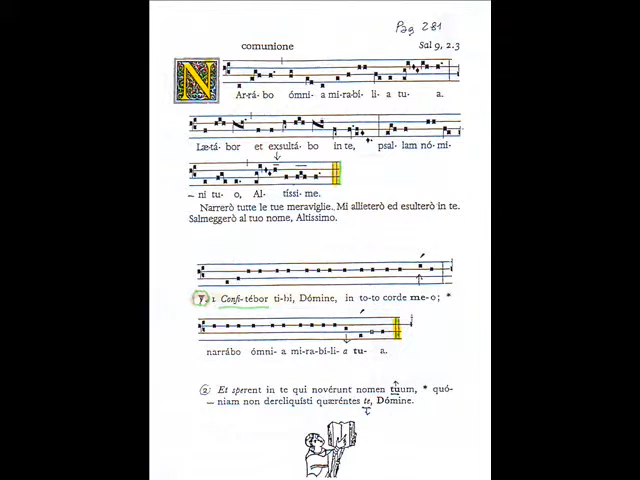 Pag 281
comunione
Sal 9, 2.3
N
Ar-rá- bo ómni- a mi-ra-bí- li- a tu- a.
Lætá- bor et exsultá- bo in te, psal- lam nó- mi-
ni tu- o, Al- tíssi- me.
Narrerò tutte le tue meraviglie. Mi allieterò ed esulterò in te.
Salmeggerò al tuo nome, Altissimo.
℣. 1 Confi-tébor ti-bi, Dómine, in to-to corde me-o; *
narrábo ómni- a mi-ra-bí-li- a tu- a.
2 Et sperent in te qui novérunt nomen tuum, * quó-
niam non dereliquísti quæréntes te, Dómine.